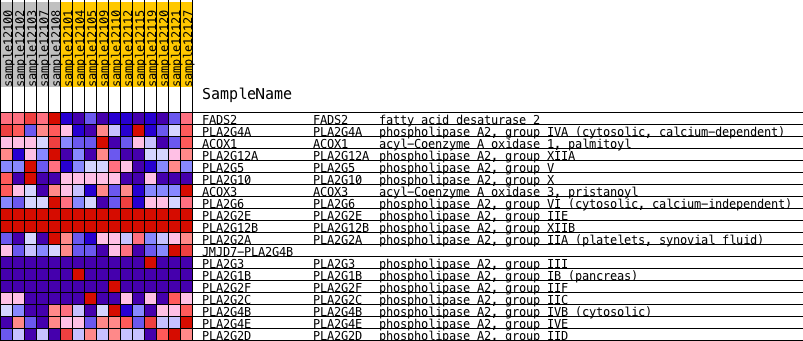 sample12100
sample12102
sample12103
sample12107
sample12108
sample12101
sample12104
sample12105
sample12109
sample12110
sample12112
sample12115
sample12119
sample12120
sample12121
sample12127
SampleName
FADS2 FADS2 fatty acid desaturase 2
PLA2G4A PLA2G4A phospholipase A2, group IVA (cytosolic, calcium-dependent)
ACOX1 ACOX1 acyl-Coenzyme A oxidase 1, palmitoyl
PLA2G12A PLA2G12A phospholipase A2, group XIIA
PLA2G5 PLA2G5 phospholipase A2, group V
PLA2G10 PLA2G10 phospholipase A2, group X
ACOX3 ACOX3 acyl-Coenzyme A oxidase 3, pristanoyl
PLA2G6 PLA2G6 phospholipase A2, group VI (cytosolic, calcium-independent)
PLA2G2E PLA2G2E phospholipase A2, group IIE
PLA2G12B PLA2G12B phospholipase A2, group XIIB
PLA2G2A PLA2G2A phospholipase A2, group IIA (platelets, synovial fluid)
JMJD7-PLA2G4B
PLA2G3 PLA2G3 phospholipase A2, group III
PLA2G1B PLA2G1B phospholipase A2, group IB (pancreas)
PLA2G2F PLA2G2F phospholipase A2, group IIF
PLA2G2C PLA2G2C phospholipase A2, group IIC
PLA2G4B PLA2G4B phospholipase A2, group IVB (cytosolic)
PLA2G4E PLA2G4E phospholipase A2, group IVE
PLA2G2D PLA2G2D phospholipase A2, group IID